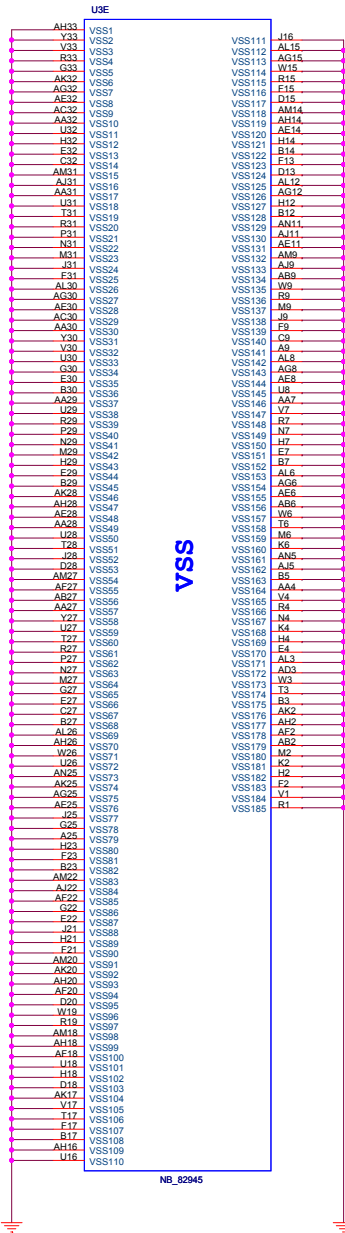 U3E
AH33 VSS1
Y33 VSS2
V33 VSS3
R33 VSS4
G33 VSS5
AK32 VSS6
AG32 VSS7
AE32 VSS8
AC32 VSS9
AA32 VSS10
U32 VSS11
H32 VSS12
E32 VSS13
C32 VSS14
AM31 VSS15
AJ31 VSS16
AA31 VSS17
U31 VSS18
T31 VSS19
R31 VSS20
P31 VSS21
N31 VSS22
M31 VSS23
J31 VSS24
F31 VSS25
AL30 VSS26
AG30 VSS27
AE30 VSS28
AC30 VSS29
AA30 VSS30
Y30 VSS31
V30 VSS32
U30 VSS33
G30 VSS34
E30 VSS35
B30 VSS36
AA29 VSS37
U29 VSS38
R29 VSS39
P29 VSS40
N29 VSS41
M29 VSS42
H29 VSS43
E29 VSS44
B29 VSS45
AK28 VSS46
AH28 VSS47
AE28 VSS48
AA28 VSS49
U28 VSS50
T28 VSS51
J28 VSS52
D28 VSS53
AM27 VSS54
AF27 VSS55
AB27 VSS56
AA27 VSS57
Y27 VSS58
U27 VSS59
T27 VSS60
R27 VSS61
P27 VSS62
N27 VSS63
M27 VSS64
G27 VSS65
E27 VSS66
C27 VSS67
B27 VSS68
AL26 VSS69
AH26 VSS70
W26 VSS71
U26 VSS72
AN25 VSS73
AK25 VSS74
AG25 VSS75
AE25 VSS76
J25 VSS77
G25 VSS78
A25 VSS79
H23 VSS80
F23 VSS81
B23 VSS82
AM22 VSS83
AJ22 VSS84
AF22 VSS85
G22 VSS86
E22 VSS87
J21 VSS88
H21 VSS89
F21 VSS90
AM20 VSS91
AK20 VSS92
AH20 VSS93
AF20 VSS94
D20 VSS95
W19 VSS96
R19 VSS97
AM18 VSS98
AH18 VSS99
AF18 VSS100
U18 VSS101
H18 VSS102
D18 VSS103
AK17 VSS104
V17 VSS105
T17 VSS106
F17 VSS107
B17 VSS108
AH16 VSS109
U16 VSS110
VSS
VSS111 J16
VSS112 AL15
VSS113 AG15
VSS114 W15
VSS115 R15
VSS116 F15
VSS117 D15
VSS118 AM14
VSS119 AH14
VSS120 AE14
VSS121 H14
VSS122 B14
VSS123 F13
VSS124 D13
VSS125 AL12
VSS126 AG12
VSS127 H12
VSS128 B12
VSS129 AN11
VSS130 AJ11
VSS131 AE11
VSS132 AM9
VSS133 AJ9
VSS134 AB9
VSS135 W9
VSS136 R9
VSS137 M9
VSS138 J9
VSS139 F9
VSS140 C9
VSS141 A9
VSS142 AL8
VSS143 AG8
VSS144 AE8
VSS145 U8
VSS146 AA7
VSS147 V7
VSS148 R7
VSS149 N7
VSS150 H7
VSS151 E7
VSS152 B7
VSS153 AL6
VSS154 AG6
VSS155 AE6
VSS156 AB6
VSS157 W6
VSS158 T6
VSS159 M6
VSS160 K6
VSS161 AN5
VSS162 AJ5
VSS163 B5
VSS164 AA4
VSS165 V4
VSS166 R4
VSS167 N4
VSS168 K4
VSS169 H4
VSS170 E4
VSS171 AL3
VSS172 AD3
VSS173 W3
VSS174 T3
VSS175 B3
VSS176 AK2
VSS177 AH2
VSS178 AF2
VSS179 AB2
VSS180 M2
VSS181 K2
VSS182 H2
VSS183 F2
VSS184 V1
VSS185 R1
NB_82945